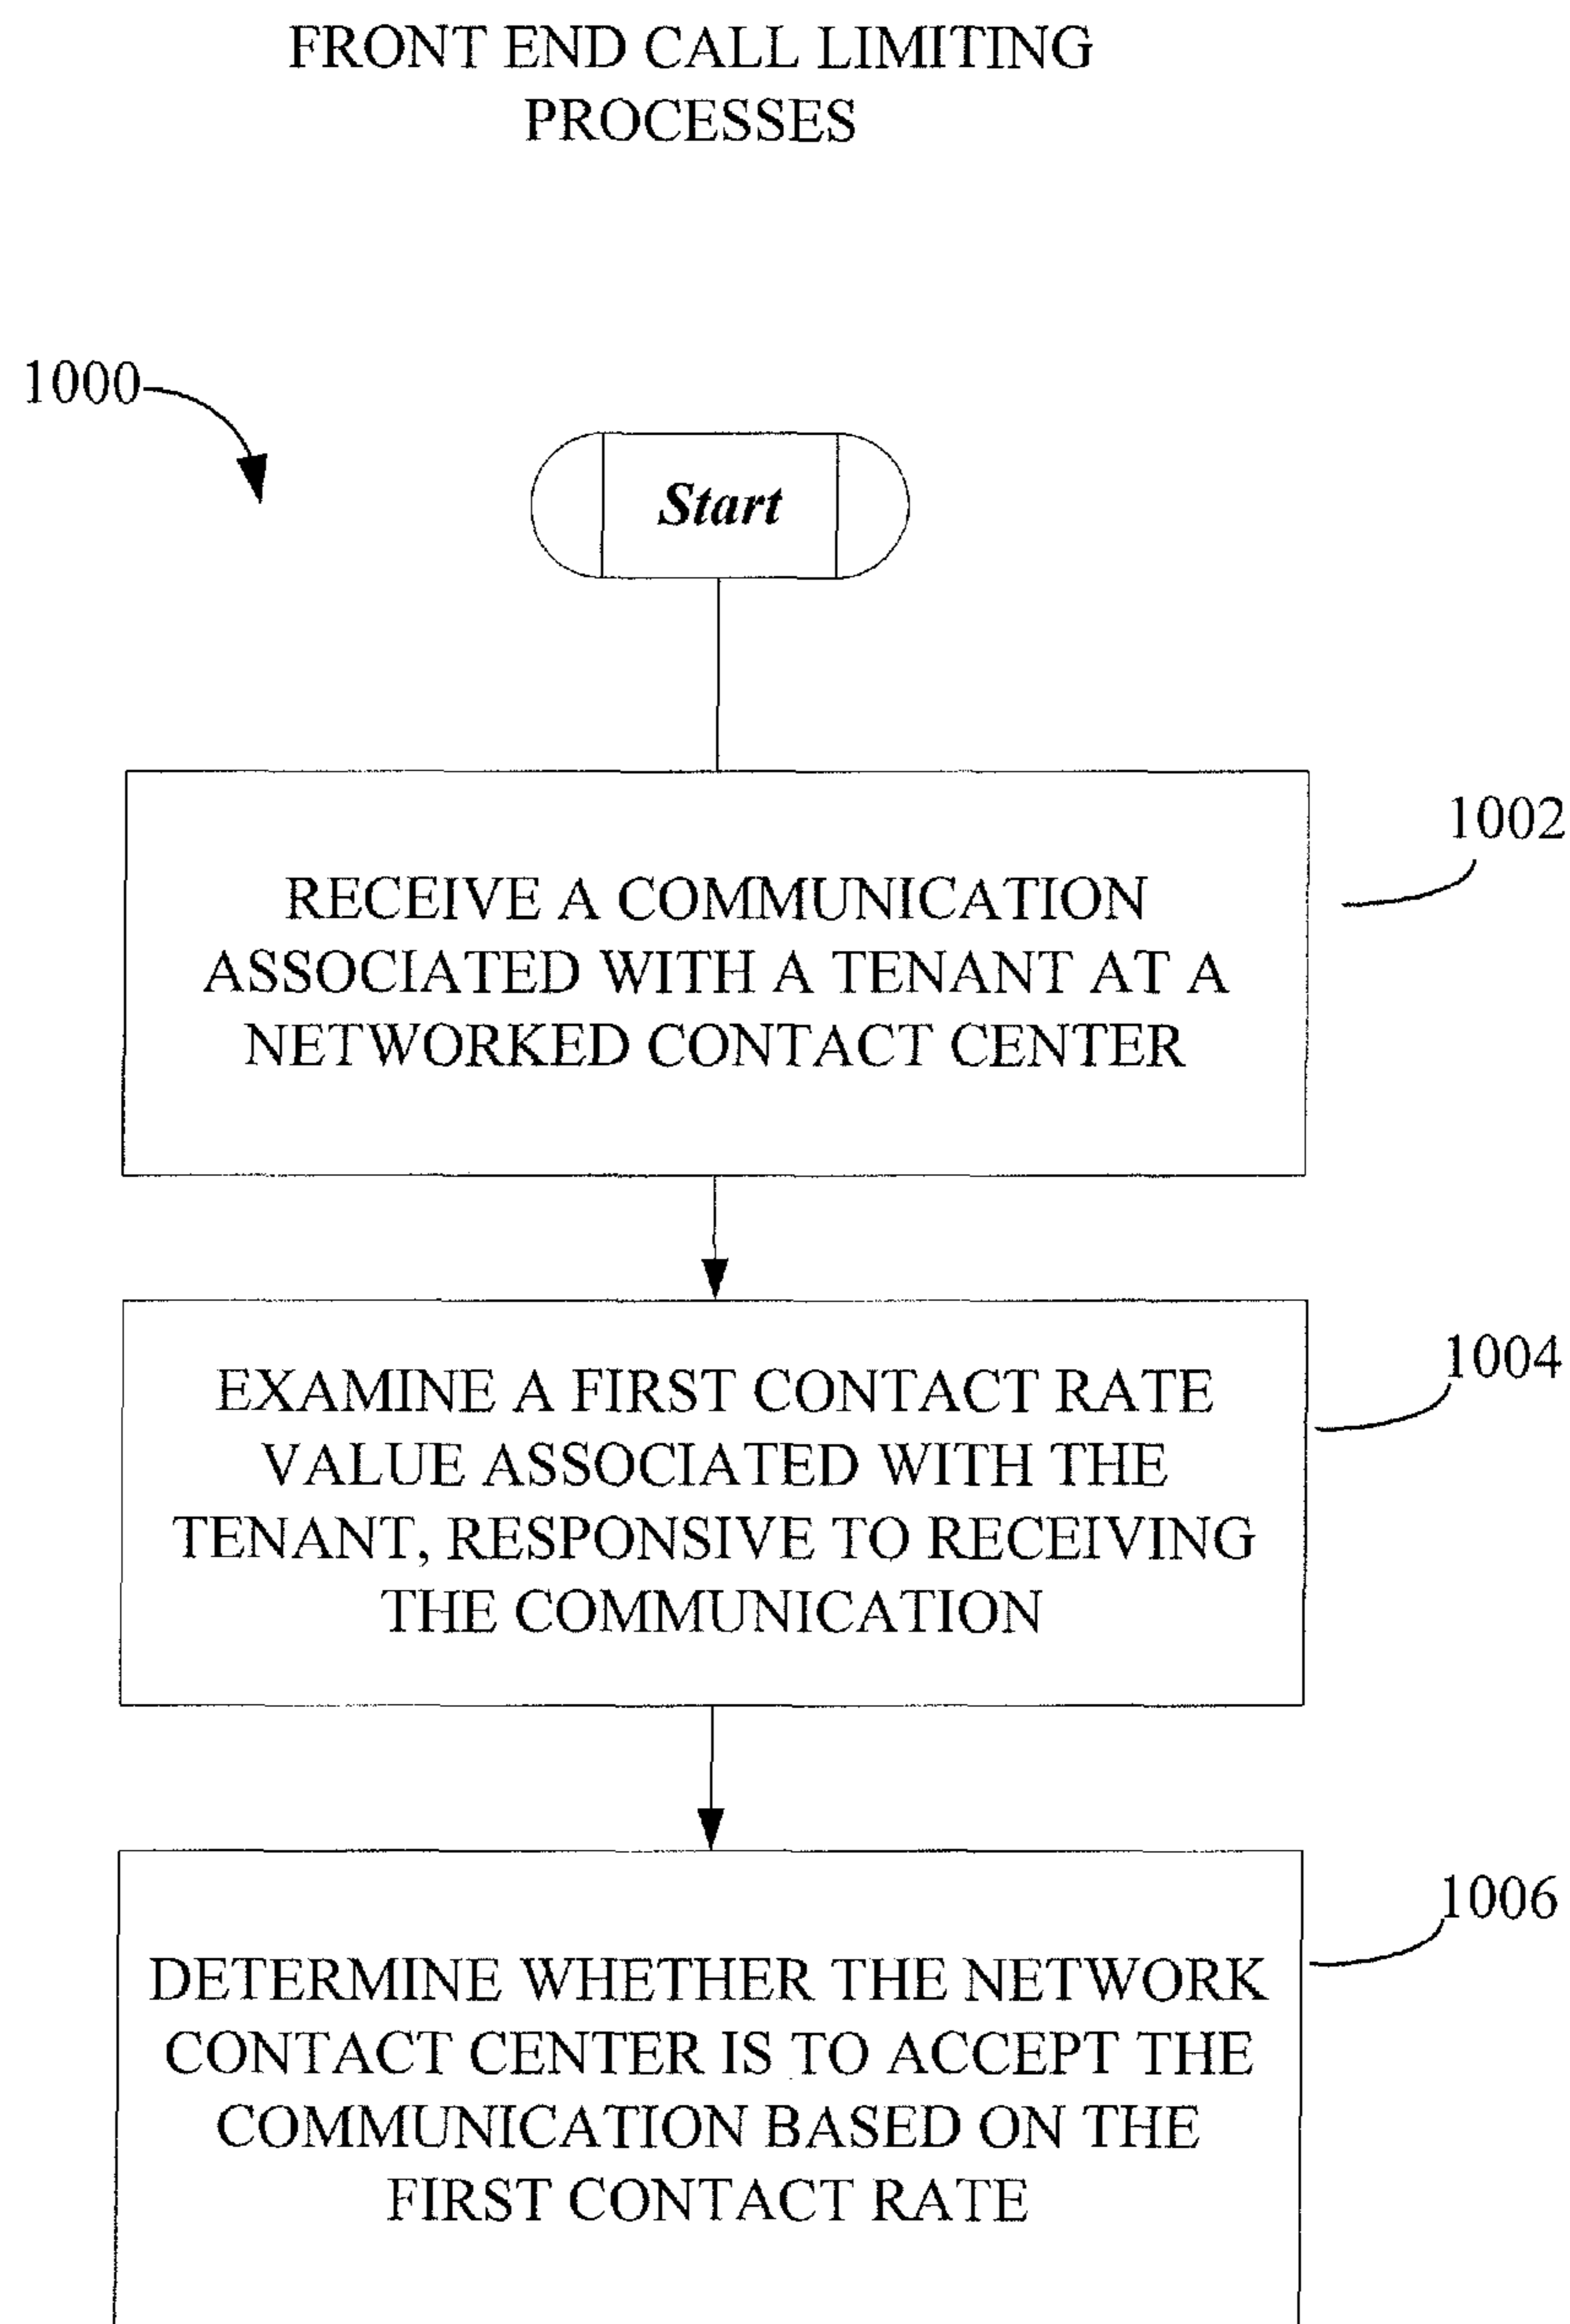 FRONT END CALL LIMITING
PROCESSES
1000
Start
1002
RECEIVE A COMMUNICATION
ASSOCIATED WITH A TENANT AT A
NETWORKED CONTACT CENTER
1004
EXAMINE A FIRST CONTACT RATE
VALUE ASSOCIATED WITH THE
TENANT, RESPONSIVE TO RECEIVING
THE COMMUNICATION
1006
DETERMINE WHETHER THE NETWORK
CONTACT CENTER IS TO ACCEPT THE
COMMUNICATION BASED ON THE
FIRST CONTACT RATE